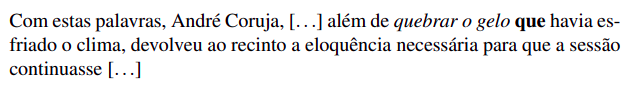 Com estas palavras, André Coruja, [...] além de quebrar o gelo que havia es-
friado o clima, devolveu ao recinto a eloquência necessária para que a sessão
continuasse [...]